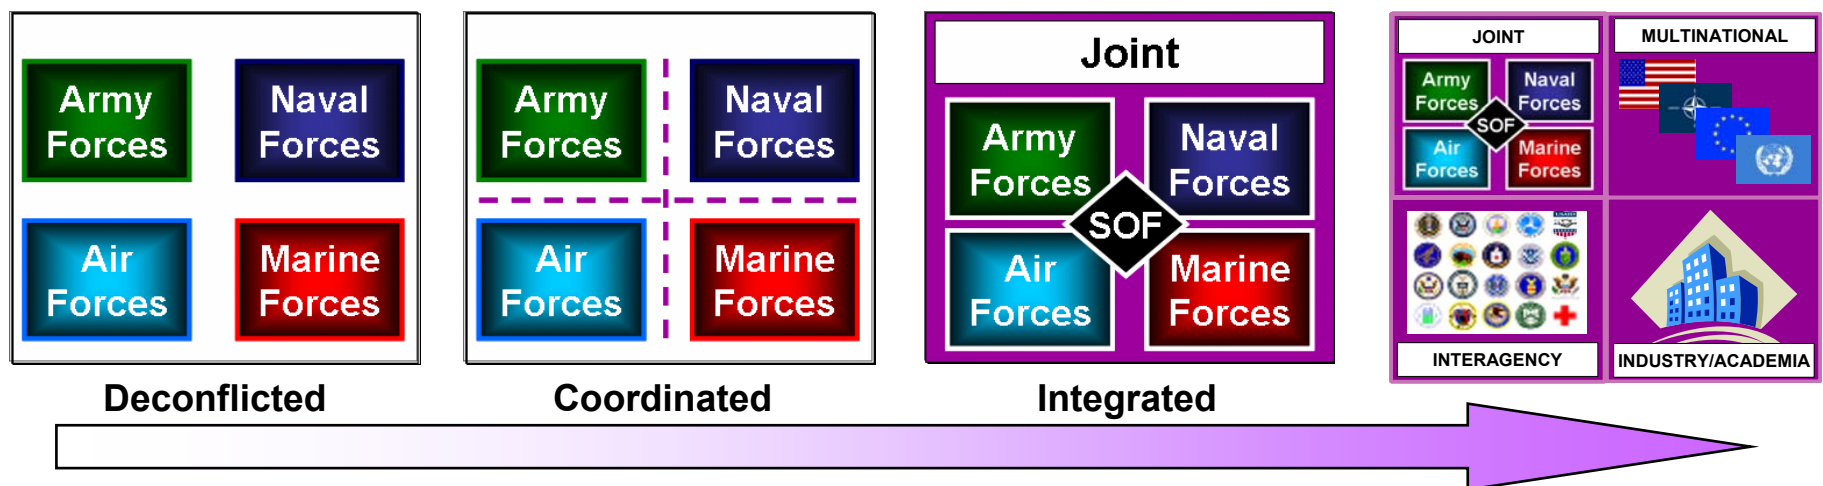 Army
Forces
Naval
Forces
Air
Forces
Marine
Forces
Deconflicted
Army
Forces
Naval
Forces
Air
Forces
Marine
Forces
Coordinated
Joint
Army
Forces
Naval
Forces
SOF
Air
Forces
Marine
Forces
Integrated
JOINT
Army
Forces
Naval
Forces
SOF
Air
Forces
Marine
Forces
MULTINATIONAL
INTERAGENCY
INDUSTRY/ACADEMIA